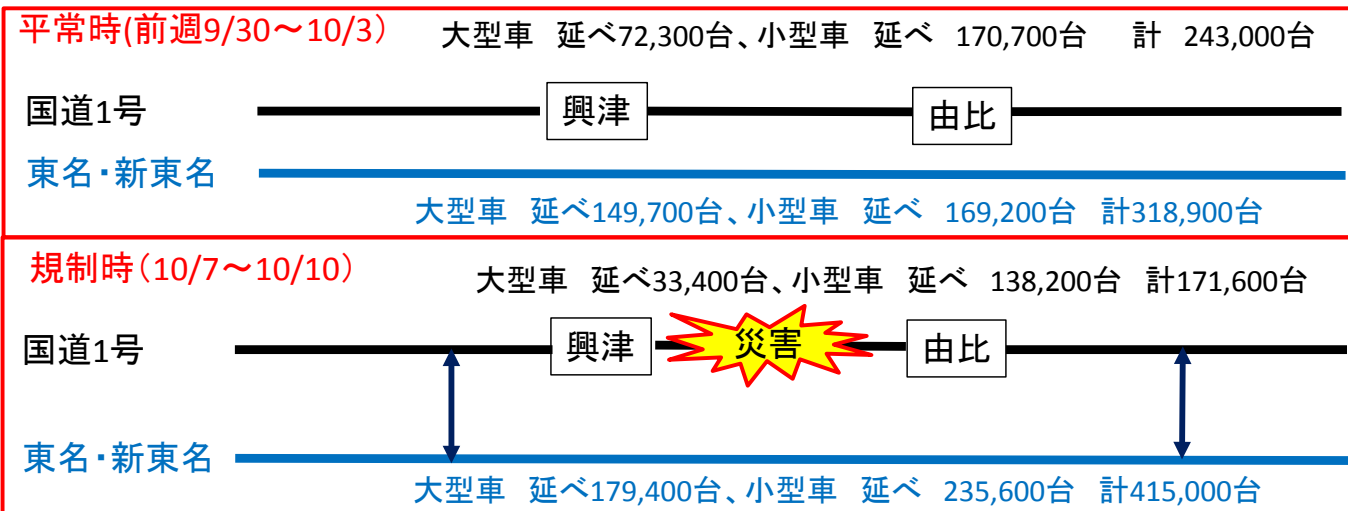 平常時(前週9/30～10/3） 大型車　延べ72,300台、小型車　延べ　170,700台　計　243,000台
国道1号 興津 由比
東名・新東名
大型車　延べ149,700台、小型車　延べ　169,200台　計318,900台
規制時（10/7～10/10） 大型車　延べ33,400台、小型車　延べ　138,200台　計171,600台
国道1号 興津 災害 由比
東名・新東名
大型車　延べ179,400台、小型車　延べ　235,600台　計415,000台